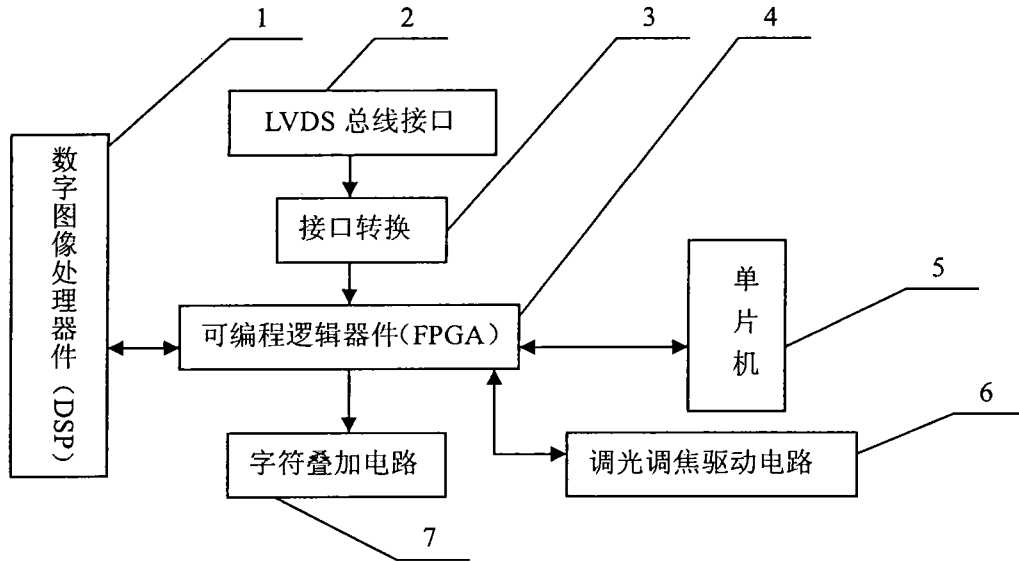 1
2
3
4
LVDS 总线接口
数字图像处理器件(DSP)
接口转换
单片机
5
可编程逻辑器件(FPGA)
6
字符叠加电路
调光调焦驱动电路
7